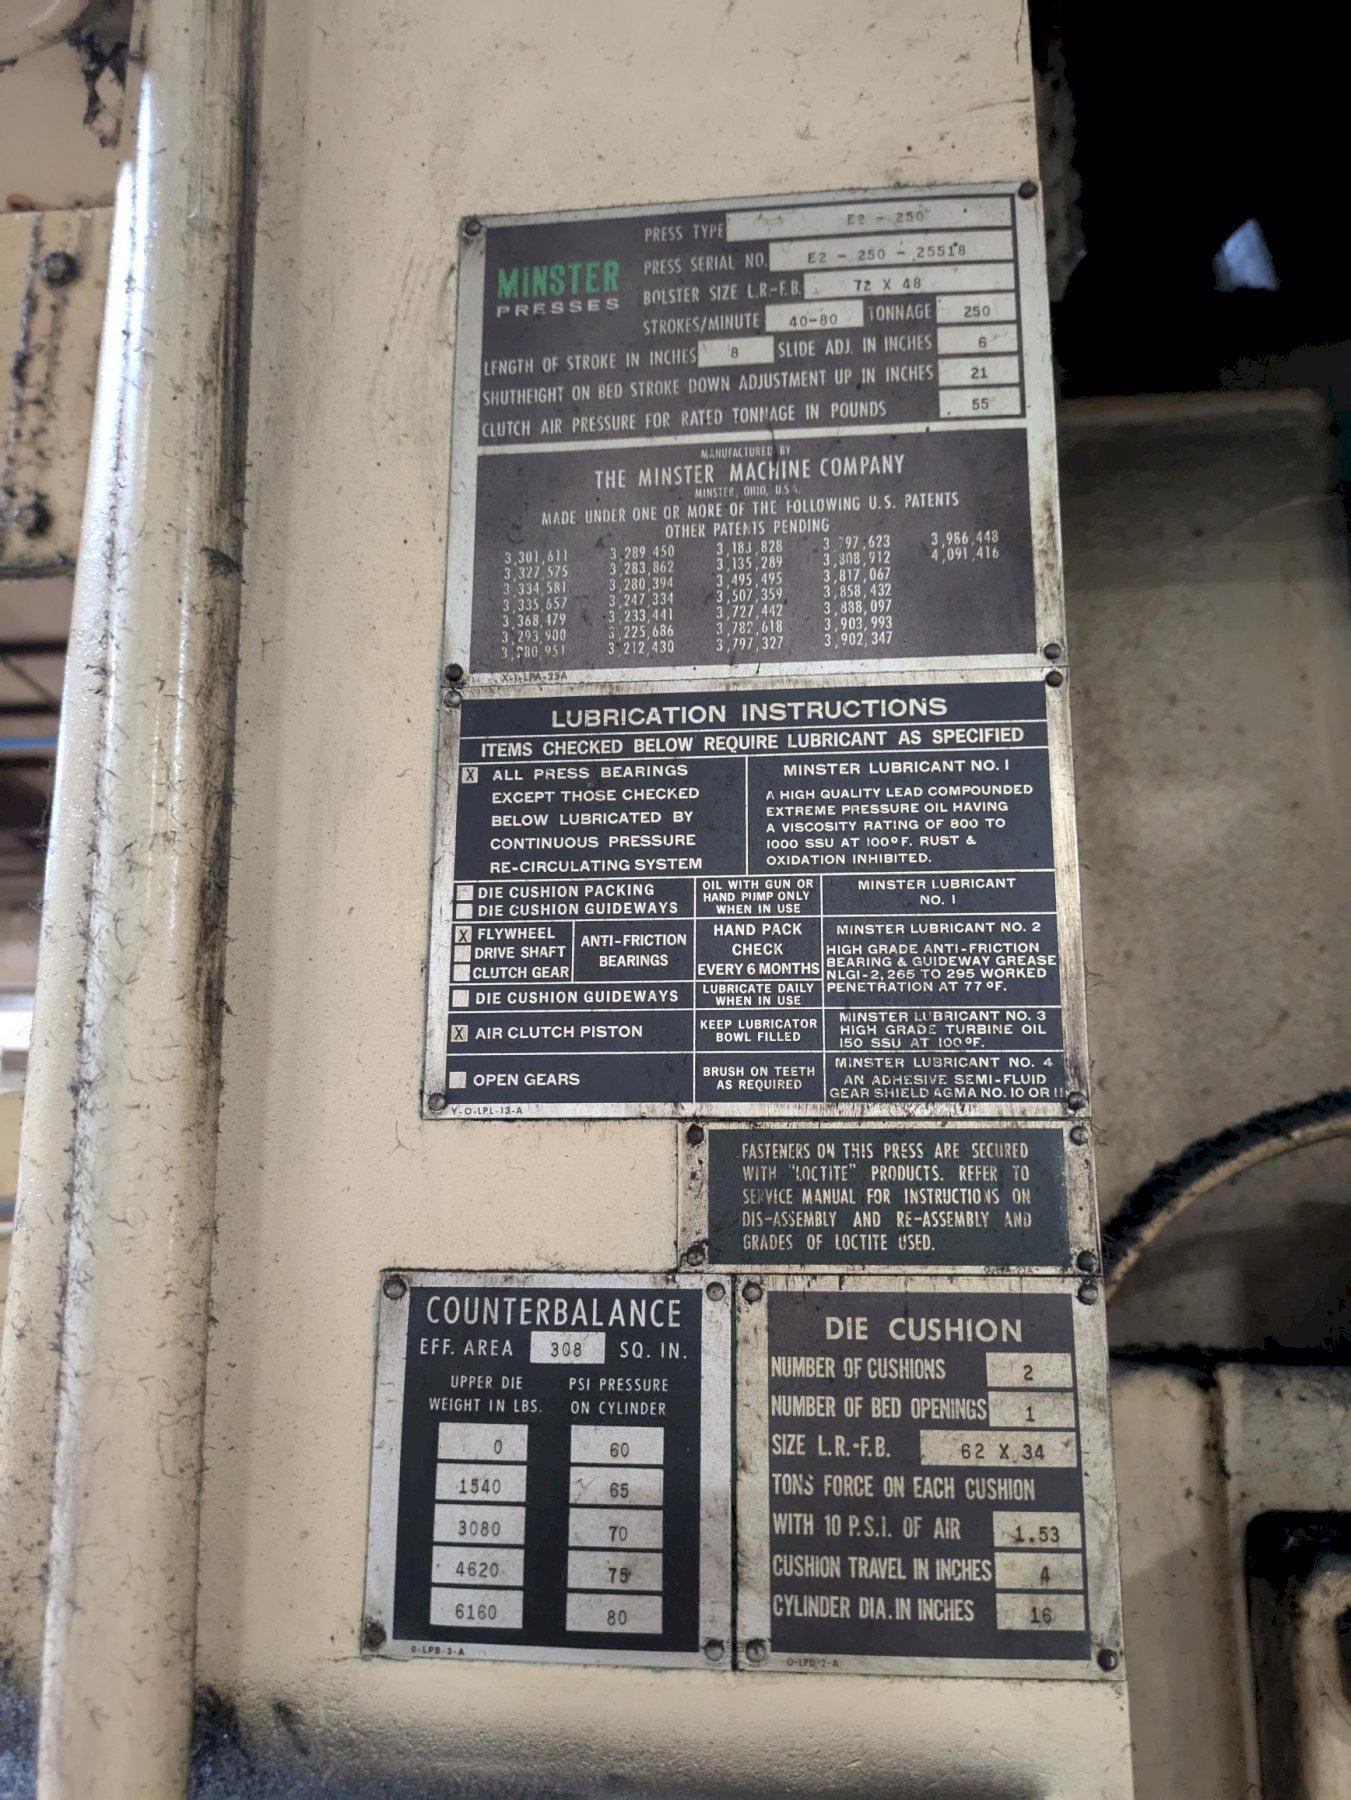 MINSTER
PRESSES
PRESS TYPE E2 - 250
PRESS SERIAL NO. E2 - 250 - 25518
BOLSTER SIZE L.R.-F.B. 72 X 48
STROKES/MINUTE 40-80 TONNAGE 250
LENGTH OF STROKE IN INCHES 8 SLIDE ADJ. IN INCHES 6
SHUTHEIGHT ON BED STROKE DOWN ADJUSTMENT UP IN INCHES 21
CLUTCH AIR PRESSURE FOR RATED TONNAGE IN POUNDS 55
MANUFACTURED BY
THE MINSTER MACHINE COMPANY
MINSTER, OHIO, U.S.A.
MADE UNDER ONE OR MORE OF THE FOLLOWING U.S. PATENTS
OTHER PATENTS PENDING
3,301,611 3,289,450 3,183,828 3,797,623 3,986,448
3,327,575 3,283,862 3,135,289 3,808,912 4,091,416
3,334,581 3,280,394 3,495,495 3,817,067
3,335,657 3,247,334 3,507,359 3,858,432
3,368,479 3,233,441 3,727,442 3,888,097
3,293,900 3,225,686 3,782,618 3,903,993
3,212,430 3,797,327 3,902,347
X-1-LPA-25A
LUBRICATION INSTRUCTIONS
ITEMS CHECKED BELOW REQUIRE LUBRICANT AS SPECIFIED
X ALL PRESS BEARINGS
EXCEPT THOSE CHECKED
BELOW LUBRICATED BY
CONTINUOUS PRESSURE
RE-CIRCULATING SYSTEM
MINSTER LUBRICANT NO. 1
A HIGH QUALITY LEAD COMPOUNDED
EXTREME PRESSURE OIL HAVING
A VISCOSITY RATING OF 800 TO
1000 SSU AT 100°F. RUST &
OXIDATION INHIBITED.
DIE CUSHION PACKING
DIE CUSHION GUIDEWAYS
OIL WITH GUN OR
HAND PUMP ONLY
WHEN IN USE
MINSTER LUBRICANT
NO. 1
X FLYWHEEL
DRIVE SHAFT
CLUTCH GEAR
ANTI-FRICTION
BEARINGS
HAND PACK
CHECK
EVERY 6 MONTHS
MINSTER LUBRICANT NO. 2
HIGH GRADE ANTI-FRICTION
BEARING & GUIDEWAY GREASE
NLGI-2, 265 TO 295 WORKED
PENETRATION AT 77°F.
DIE CUSHION GUIDEWAYS
LUBRICATE DAILY
WHEN IN USE
X AIR CLUTCH PISTON
KEEP LUBRICATOR
BOWL FILLED
MINSTER LUBRICANT NO. 3
HIGH GRADE TURBINE OIL
150 SSU AT 100°F.
OPEN GEARS
BRUSH ON TEETH
AS REQUIRED
MINSTER LUBRICANT NO. 4
AN ADHESIVE SEMI-FLUID
GEAR SHIELD AGMA NO. 10 OR 11
Y-O-LPL-13-A
FASTENERS ON THIS PRESS ARE SECURED
WITH "LOCTITE" PRODUCTS. REFER TO
SERVICE MANUAL FOR INSTRUCTIONS ON
DIS-ASSEMBLY AND RE-ASSEMBLY AND
GRADES OF LOCTITE USED.
COUNTERBALANCE
EFF. AREA 308 SQ. IN.
UPPER DIE PSI PRESSURE
WEIGHT IN LBS. ON CYLINDER
0 60
1540 65
3080 70
4620 75
6160 80
O-LPB-3-A
DIE CUSHION
NUMBER OF CUSHIONS 2
NUMBER OF BED OPENINGS 1
SIZE L.R.-F.B. 62 X 34
TONS FORCE ON EACH CUSHION
WITH 10 P.S.I. OF AIR 1.53
CUSHION TRAVEL IN INCHES 4
CYLINDER DIA. IN INCHES 16
O-LPD-2-A